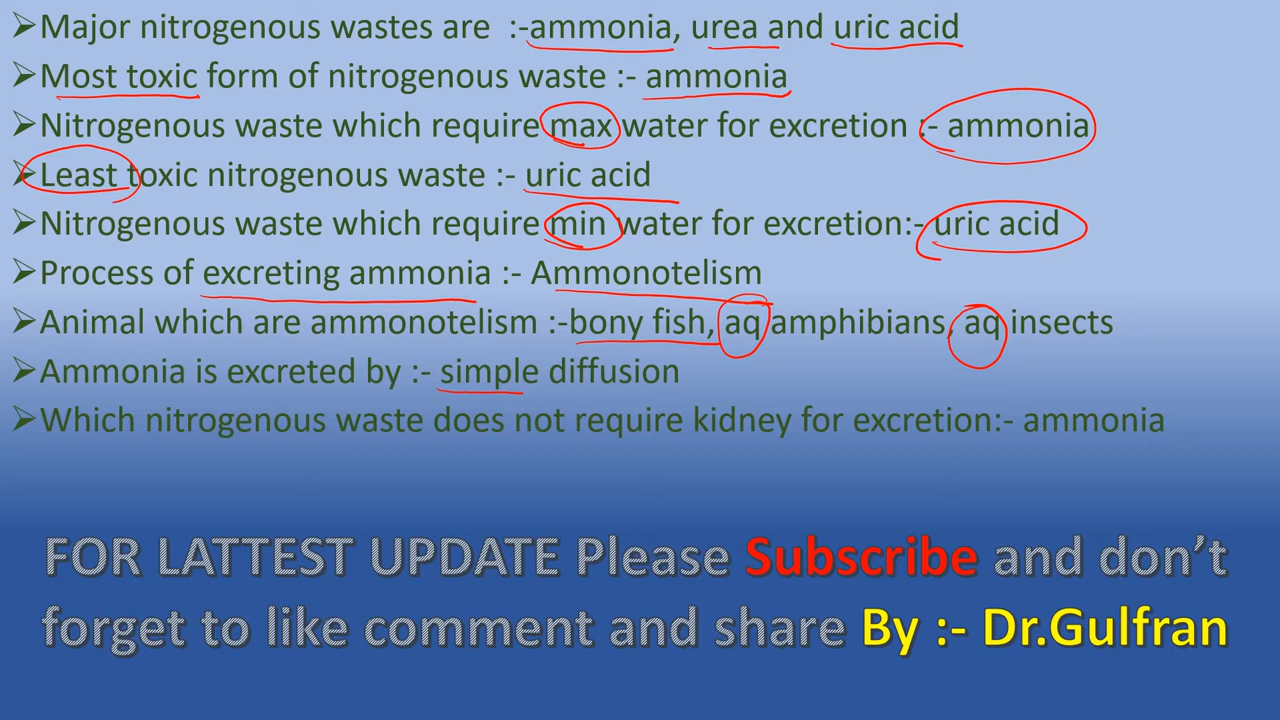 ➢Major nitrogenous wastes are :-ammonia, urea and uric acid
➢Most toxic form of nitrogenous waste :- ammonia
➢Nitrogenous waste which require max water for excretion :- ammonia
➢Least toxic nitrogenous waste :- uric acid
➢Nitrogenous waste which require min water for excretion:- uric acid
➢Process of excreting ammonia :- Ammonotelism
➢Animal which are ammonotelism :-bony fish, aq amphibians, aq insects
➢Ammonia is excreted by :- simple diffusion
➢Which nitrogenous waste does not require kidney for excretion:- ammonia
FOR LATTEST UPDATE Please Subscribe and don't
forget to like comment and share By :- Dr.Gulfran